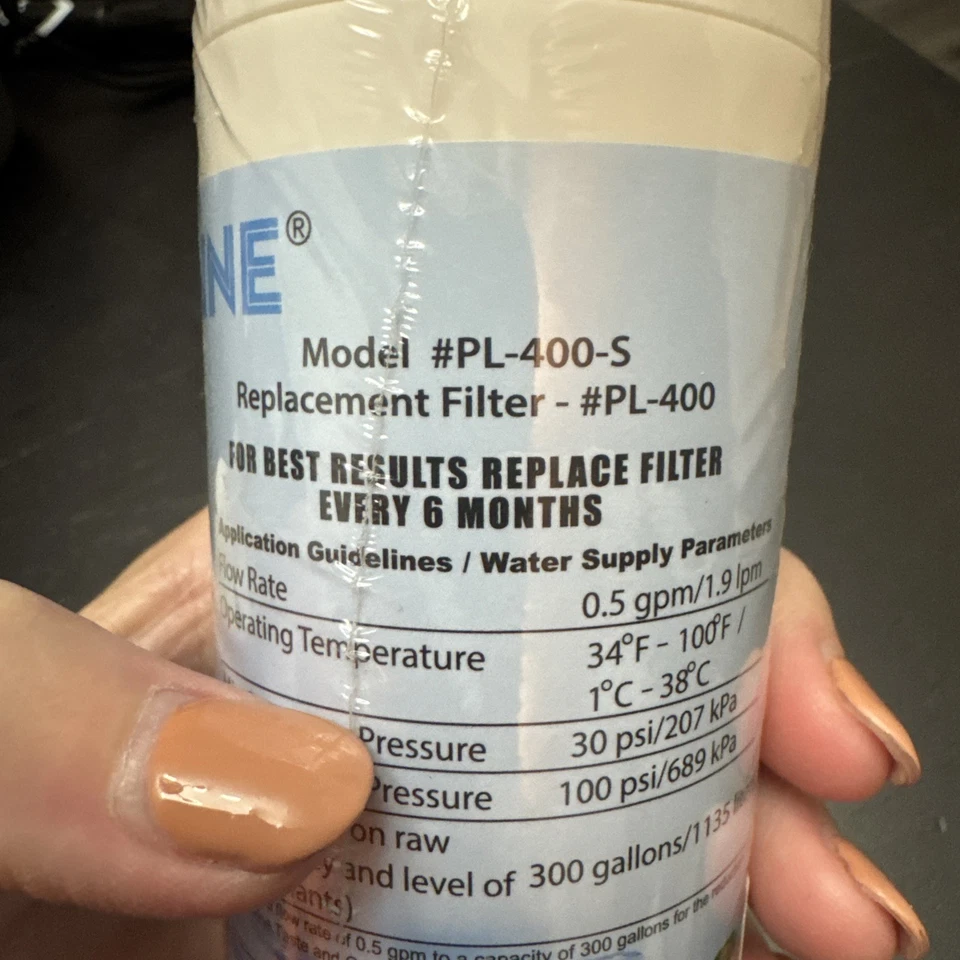 NE®
Model #PL-400-S
Replacement Filter - #PL-400
FOR BEST RESULTS REPLACE FILTER
EVERY 6 MONTHS
Application Guidelines / Water Supply Parameters
Flow Rate 0.5 gpm/1.9 lpm
Operating Temperature 34°F - 100°F /
1°C - 38°C
Pressure 30 psi/207 kPa
Pressure 100 psi/689 kPa
on raw
y and level of 300 gallons/1135
ants)
flow rate of 0.5 gpm to a capacity of 300 gallons for the
Taste and